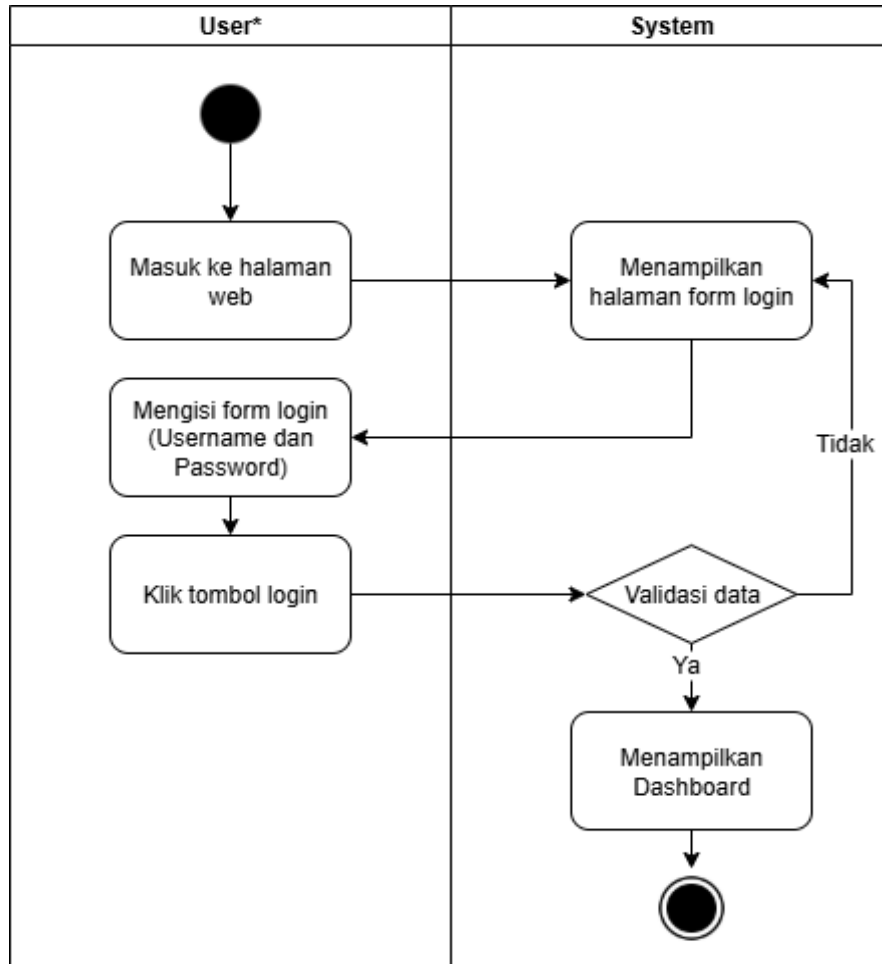 User*
System
Masuk ke halaman
web
Menampilkan
halaman form login
Mengisi form login
(Username dan
Password)
Tidak
Klik tombol login
Validasi data
Ya
Menampilkan
Dashboard